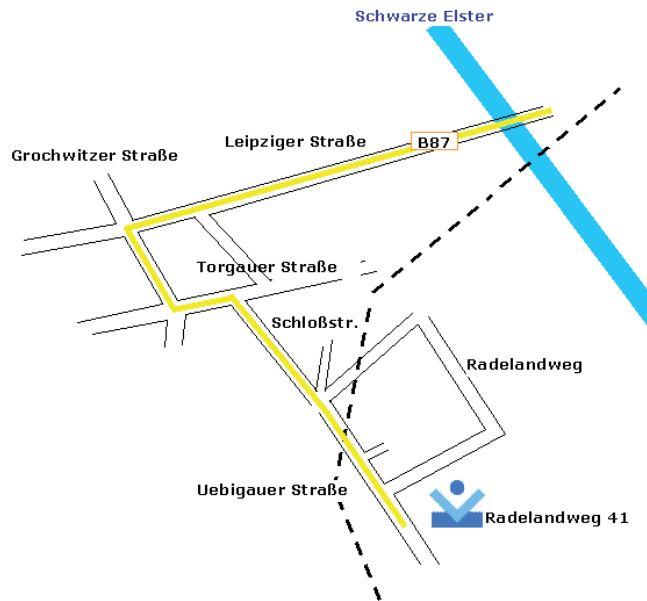 Schwarze Elster
Leipziger Straße
B87
Grochwitzer Straße
Torgauer Straße
Schloßstr.
Radelandweg
Uebigauer Straße
Radelandweg 41